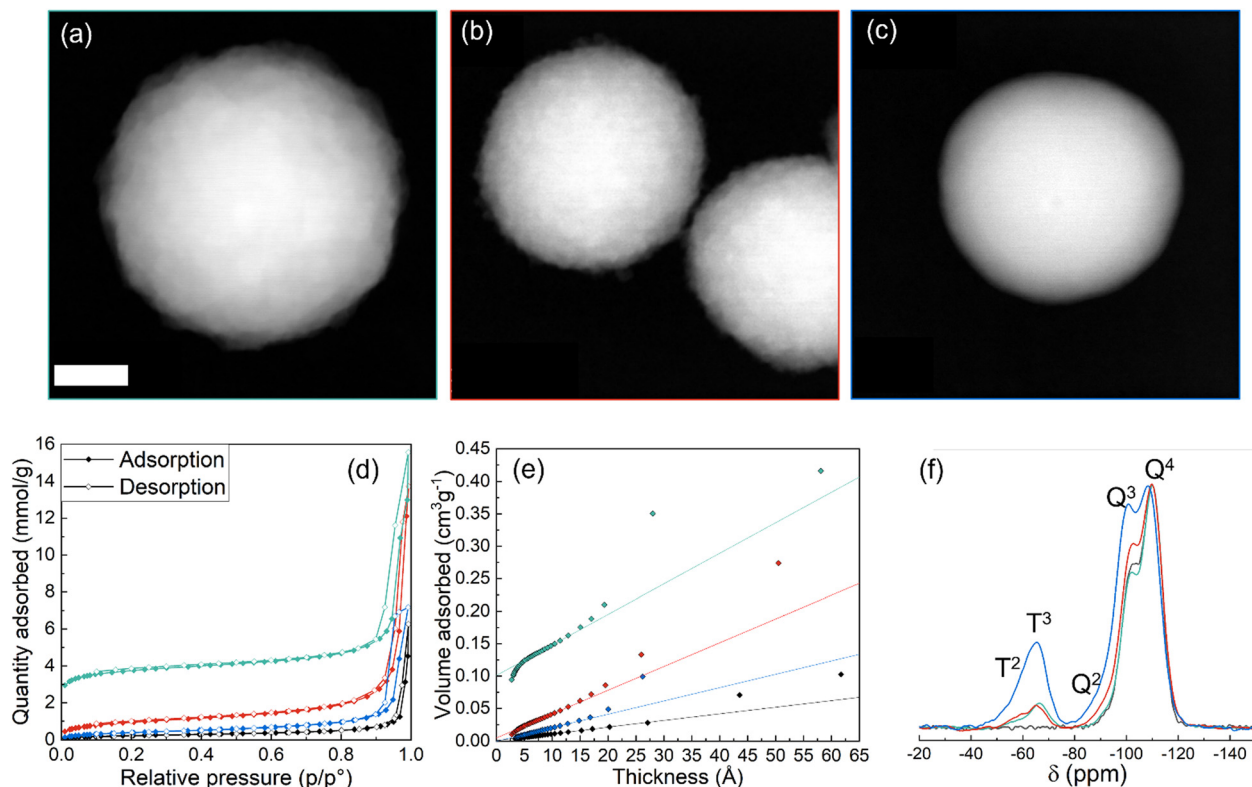 (a)
(b)
(c)
(d)
Adsorption
Desorption
Quantity adsorbed (mmol/g)
16
14
12
10
8
6
4
2
0
0.0 0.2 0.4 0.6 0.8 1.0
Relative pressure (p/p°)
(e)
Volume adsorbed (cm³g⁻¹)
0.45
0.40
0.35
0.30
0.25
0.20
0.15
0.10
0.05
0.00
0 5 10 15 20 25 30 35 40 45 50 55 60 65
Thickness (Å)
(f)
Q⁴
Q³
T³
T²
Q²
-20 -40 -60 -80 -100 -120 -140
δ (ppm)